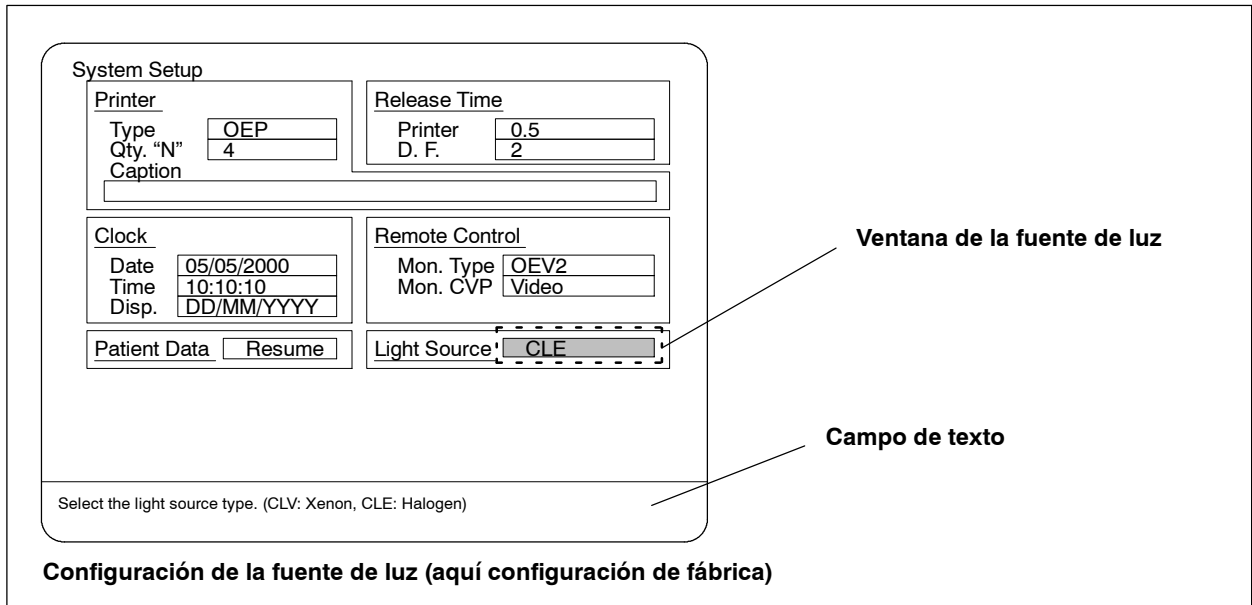 System Setup
Printer
Type OEP
Qty. “N” 4
Caption
Release Time
Printer 0.5
D. F. 2
Clock
Date 05/05/2000
Time 10:10:10
Disp. DD/MM/YYYY
Remote Control
Mon. Type OEV2
Mon. CVP Video
Patient Data Resume
Light Source CLE
Ventana de la fuente de luz
Campo de texto
Select the light source type. (CLV: Xenon, CLE: Halogen)
Configuración de la fuente de luz (aquí configuración de fábrica)